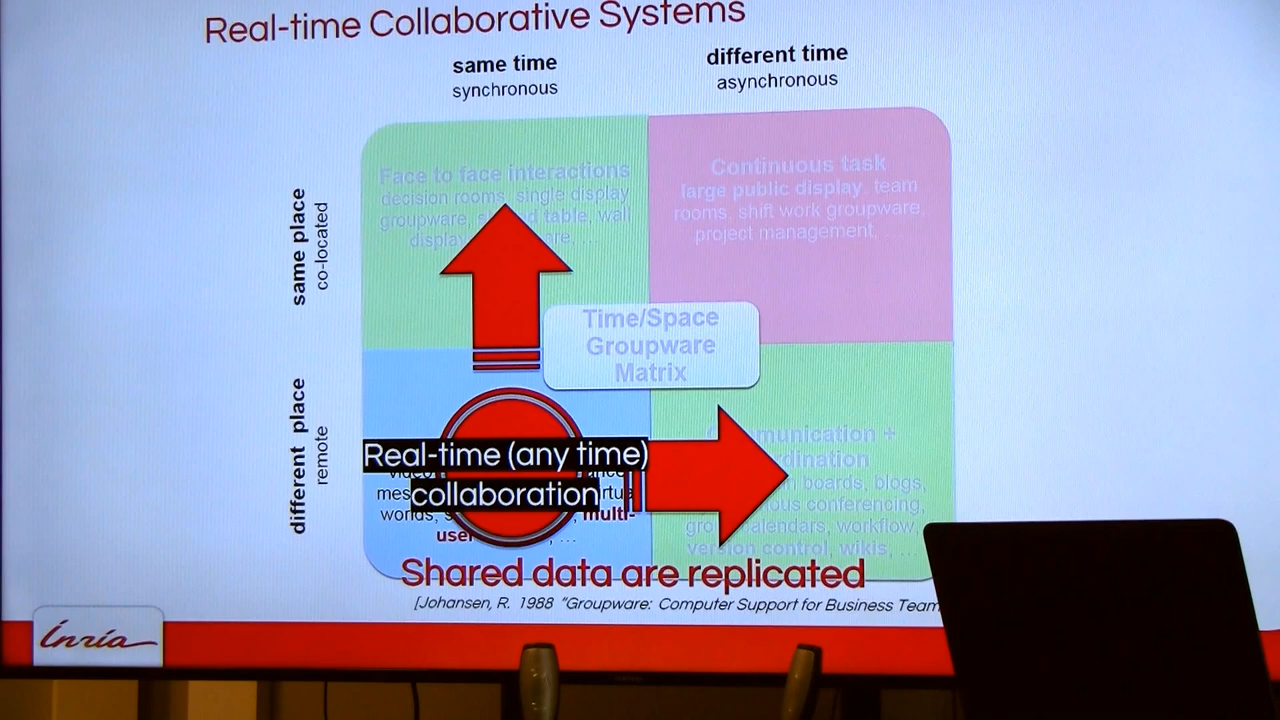 Real-time Collaborative Systems
same time
synchronous
different time
asynchronous
same place
co-located
different place
remote
Face to face interactions
decision rooms, single display
groupware, table, wall
Continuous task
large public display, team
rooms, shift work groupware,
project management, ...
Time/Space
Groupware
Matrix
Real-time (any time)
collaboration
worlds, multi-
user ...
+
boards, blogs,
conferencing,
calendars, workflow,
version control, wikis, ...
Shared data are replicated
[Johansen, R. 1988 "Groupware: Computer Support for Business Team
Inria